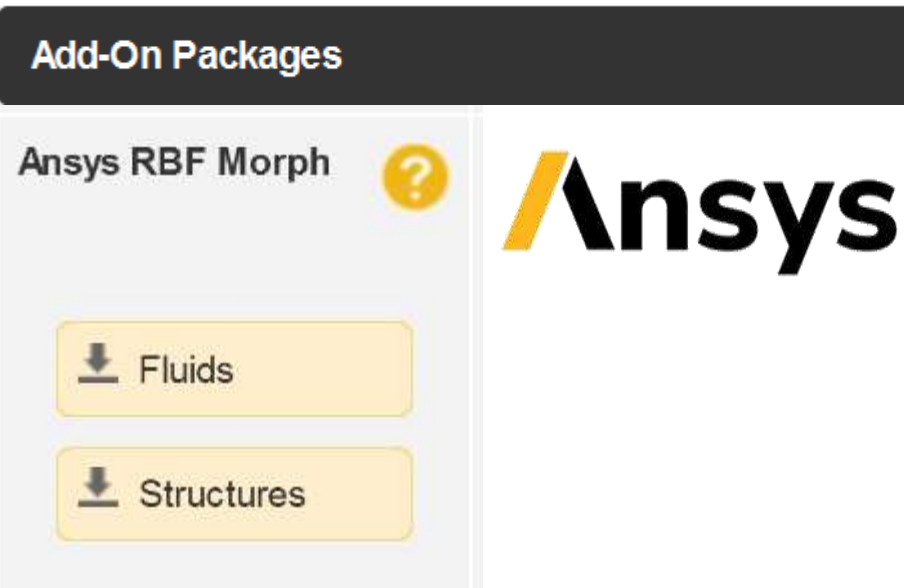 Add-On Packages
Ansys RBF Morph
?
Ansys
Fluids
Structures